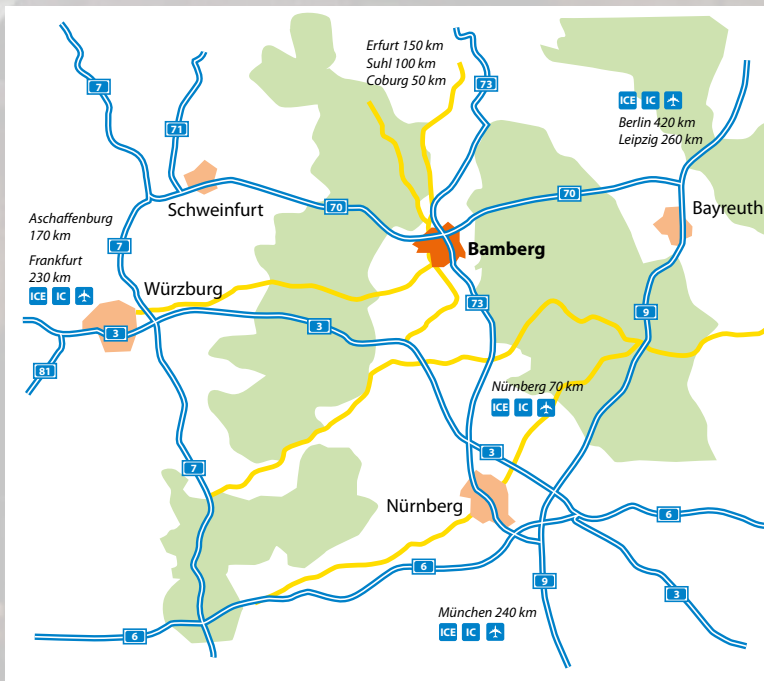 Erfurt 150 km
Suhl 100 km
Coburg 50 km
7
73
ICE IC
71
Berlin 420 km
Leipzig 260 km
70
70
Schweinfurt
Bayreuth
Aschaffenburg
170 km
7
Bamberg
Frankfurt
230 km
ICE IC
Würzburg
73
9
3
3
81
Nürnberg 70 km
ICE IC
3
7
Nürnberg
6
6
9
3
München 240 km
6
ICE IC